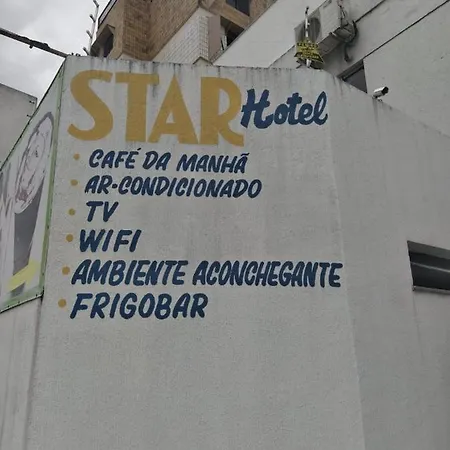 STAR Hotel
• CAFÉ DA MANHÃ
• AR-CONDICIONADO
• TV
• WIFI
• AMBIENTE ACONCHEGANTE
• FRIGOBAR